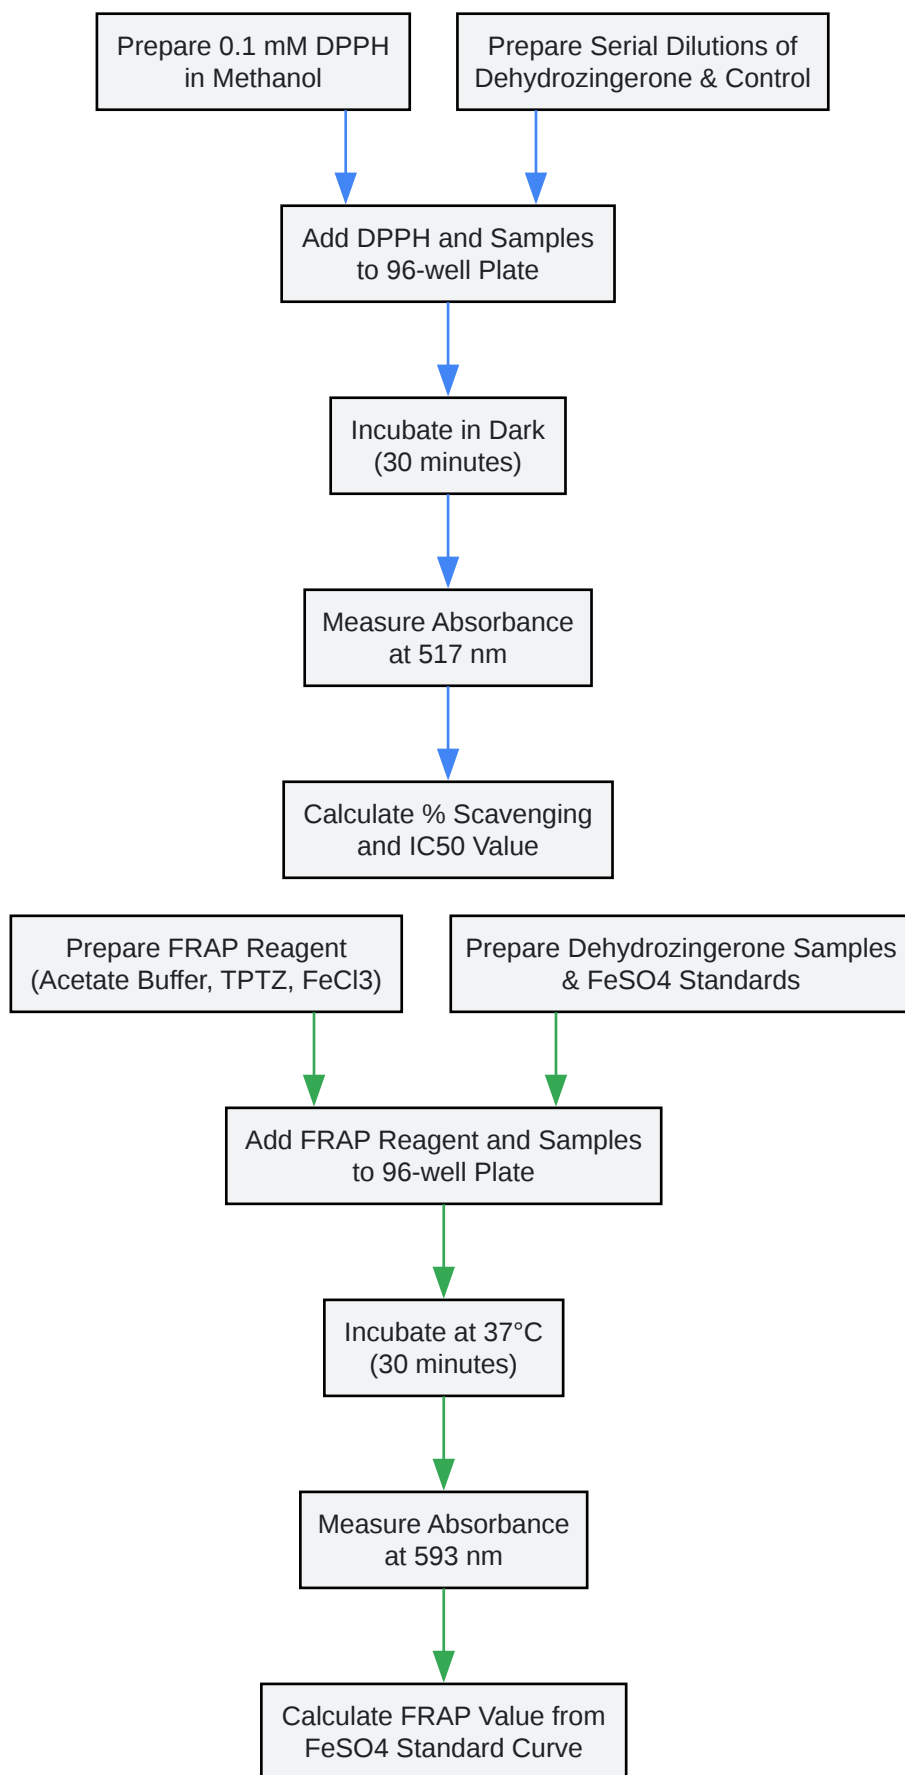 Prepare 0.1 mM DPPH
in Methanol
Prepare Serial Dilutions of
Dehydrozingerone & Control
Add DPPH and Samples
to 96-well Plate
Incubate in Dark
(30 minutes)
Measure Absorbance
at 517 nm
Calculate % Scavenging
and IC50 Value
Prepare FRAP Reagent
(Acetate Buffer, TPTZ, FeCl3)
Prepare Dehydrozingerone Samples
& FeSO4 Standards
Add FRAP Reagent and Samples
to 96-well Plate
Incubate at 37°C
(30 minutes)
Measure Absorbance
at 593 nm
Calculate FRAP Value from
FeSO4 Standard Curve